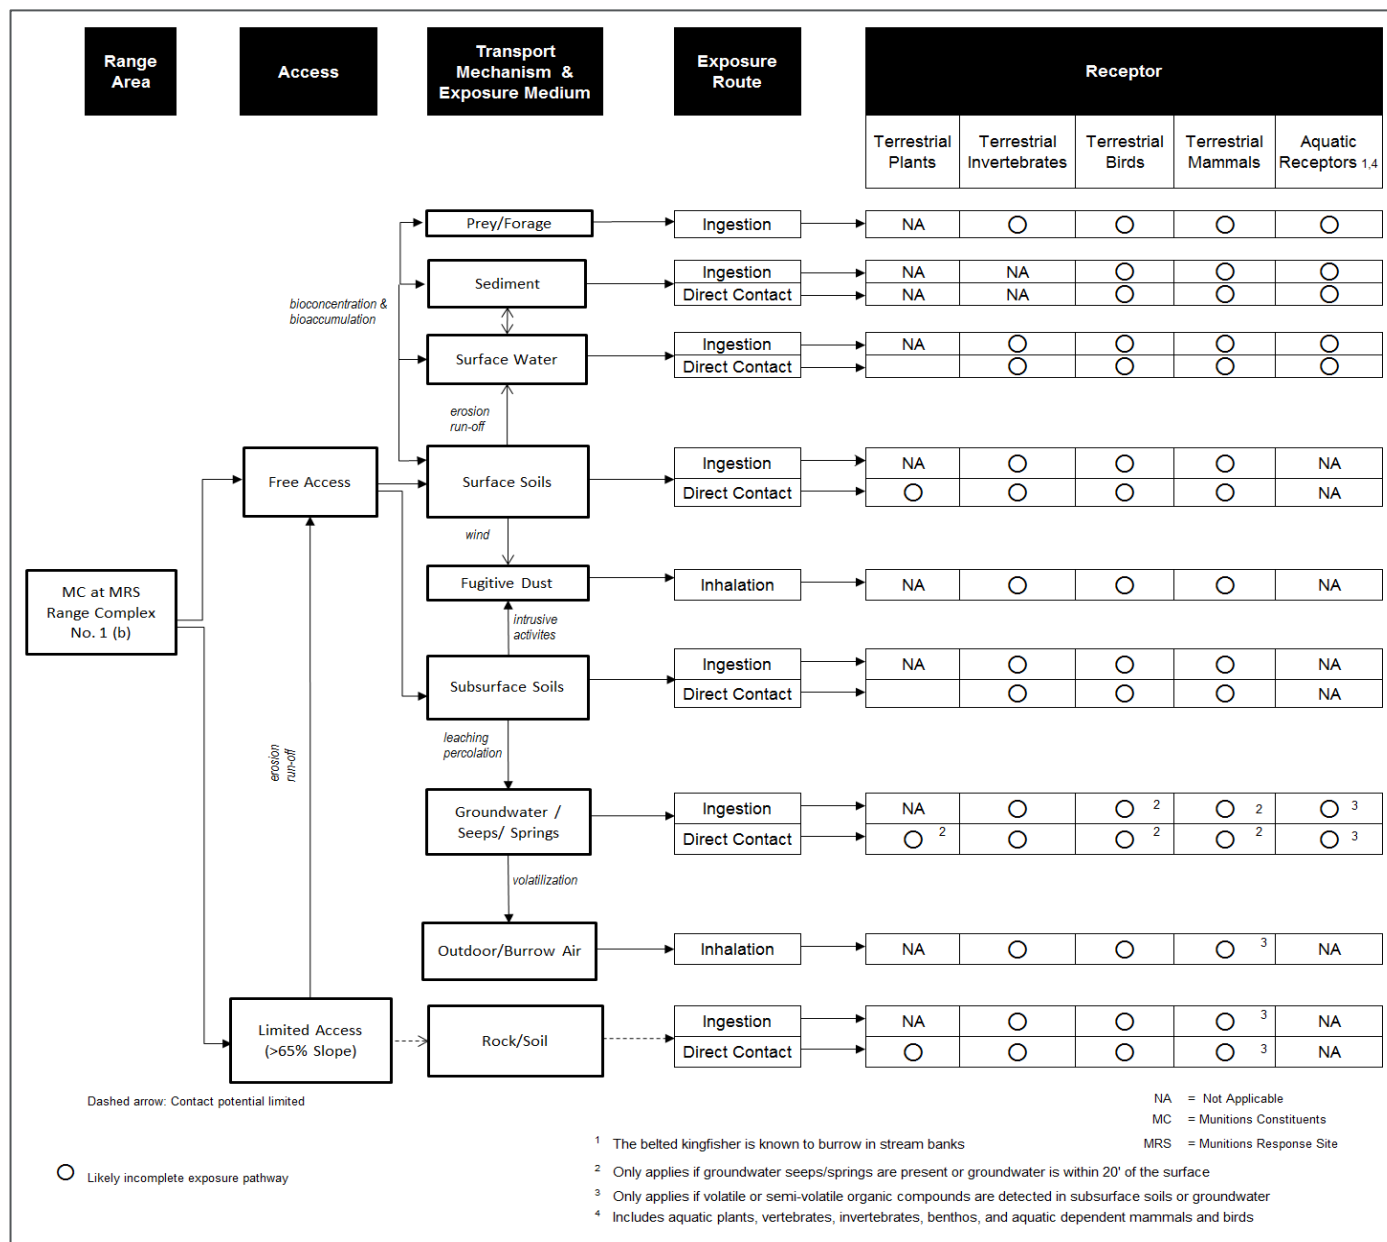 Range
Area
Access
Transport
Mechanism &
Exposure Medium
Exposure
Route
Receptor
Terrestrial
Plants
Terrestrial
Invertebrates
Terrestrial
Birds
Terrestrial
Mammals
Aquatic
Receptors 1,4
Prey/Forage
Ingestion
NA
bioconcentration &
bioaccumulation
Sediment
Ingestion
NA
NA
Direct Contact
NA
NA
Surface Water
Ingestion
NA
Direct Contact
erosion
run-off
Free Access
Surface Soils
Ingestion
NA
NA
Direct Contact
NA
wind
MC at MRS
Range Complex
No. 1 (b)
Fugitive Dust
Inhalation
NA
NA
intrusive
activites
Subsurface Soils
Ingestion
NA
NA
Direct Contact
NA
leaching
percolation
erosion
run-off
Groundwater /
Seeps/ Springs
Ingestion
NA
2
2
3
Direct Contact
2
2
2
3
volatilization
Outdoor/Burrow Air
Inhalation
NA
3
NA
Limited Access
(>65% Slope)
Rock/Soil
Ingestion
NA
3
NA
Direct Contact
3
NA
Dashed arrow: Contact potential limited
NA = Not Applicable
MC = Munitions Constituents
MRS = Munitions Response Site
Likely incomplete exposure pathway
1 The belted kingfisher is known to burrow in stream banks
2 Only applies if groundwater seeps/springs are present or groundwater is within 20' of the surface
3 Only applies if volatile or semi-volatile organic compounds are detected in subsurface soils or groundwater
4 Includes aquatic plants, vertebrates, invertebrates, benthos, and aquatic dependent mammals and birds